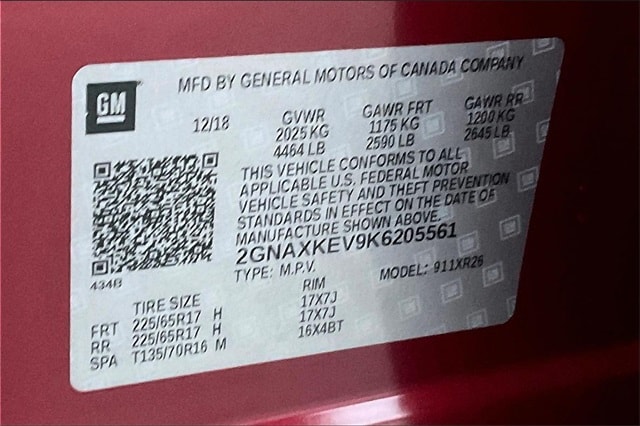 GM
MFD BY GENERAL MOTORS OF CANADA COMPANY
12/18 GVWR GAWR FRT GAWR RR
2025 KG 1175 KG 1200 KG
4464 LB 2590 LB 2645 LB
THIS VEHICLE CONFORMS TO ALL
APPLICABLE U.S. FEDERAL MOTOR
VEHICLE SAFETY AND THEFT PREVENTION
STANDARDS IN EFFECT ON THE DATE OF
MANUFACTURE SHOWN ABOVE.
2GNAXKEV9K6205561
434B
TYPE: M.P.V. MODEL: 911XR26
TIRE SIZE RIM
FRT 225/65R17 H 17X7J
RR 225/65R17 H 17X7J
SPA T135/70R16 M 16X4BT